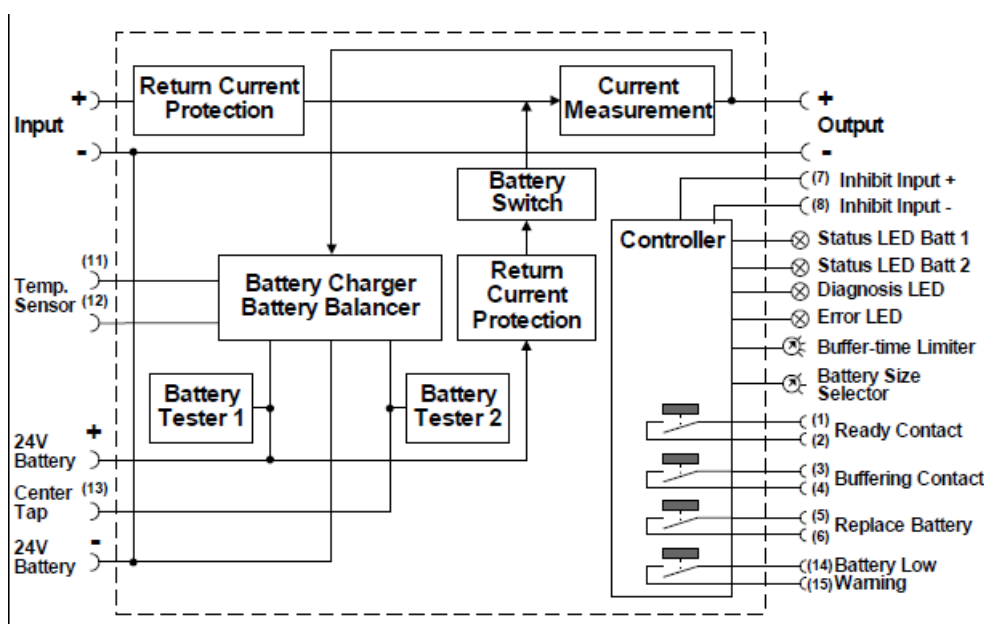 Return Current
Protection
Current
Measurement
+
Input
-
+
Output
-
Battery
Switch
(7) Inhibit Input +
(8) Inhibit Input -
Controller
Status LED Batt 1
Status LED Batt 2
Diagnosis LED
Error LED
Buffer-time Limiter
Battery Size
Selector
(11)
Temp.
Sensor (12)
Battery Charger
Battery Balancer
Return
Current
Protection
Battery
Tester 1
Battery
Tester 2
+
24V
Battery
Center (13)
Tap
-
24V
Battery
(1)
(2) Ready Contact
(3)
(4) Buffering Contact
(5)
(6) Replace Battery
(14) Battery Low
(15) Warning